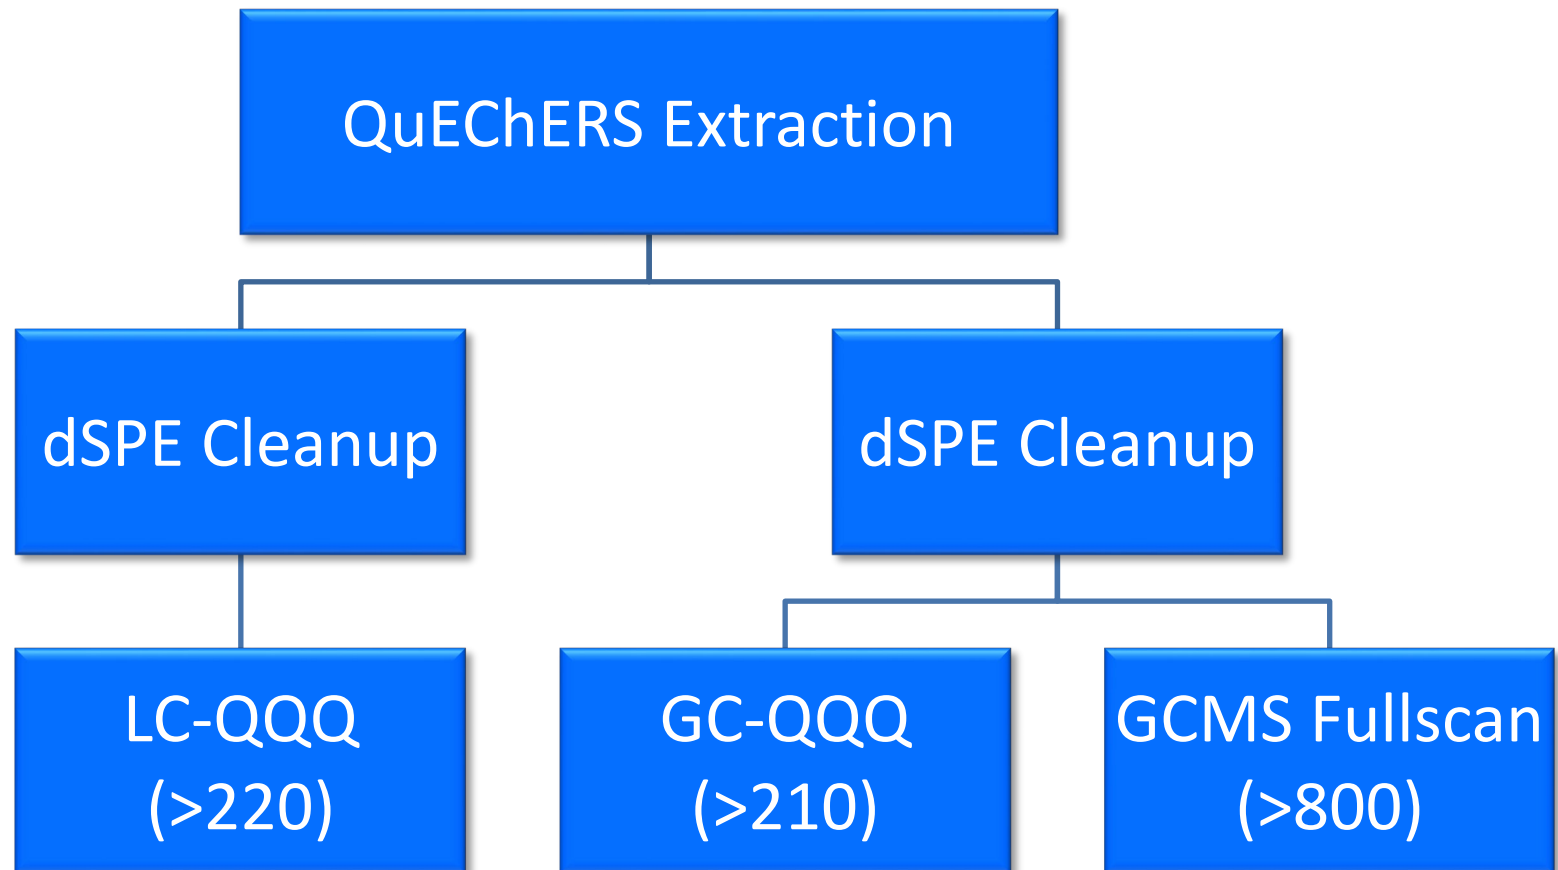 QuEChERS Extraction
dSPE Cleanup
dSPE Cleanup
LC-QQQ
(>220)
GC-QQQ
(>210)
GCMS Fullscan
(>800)